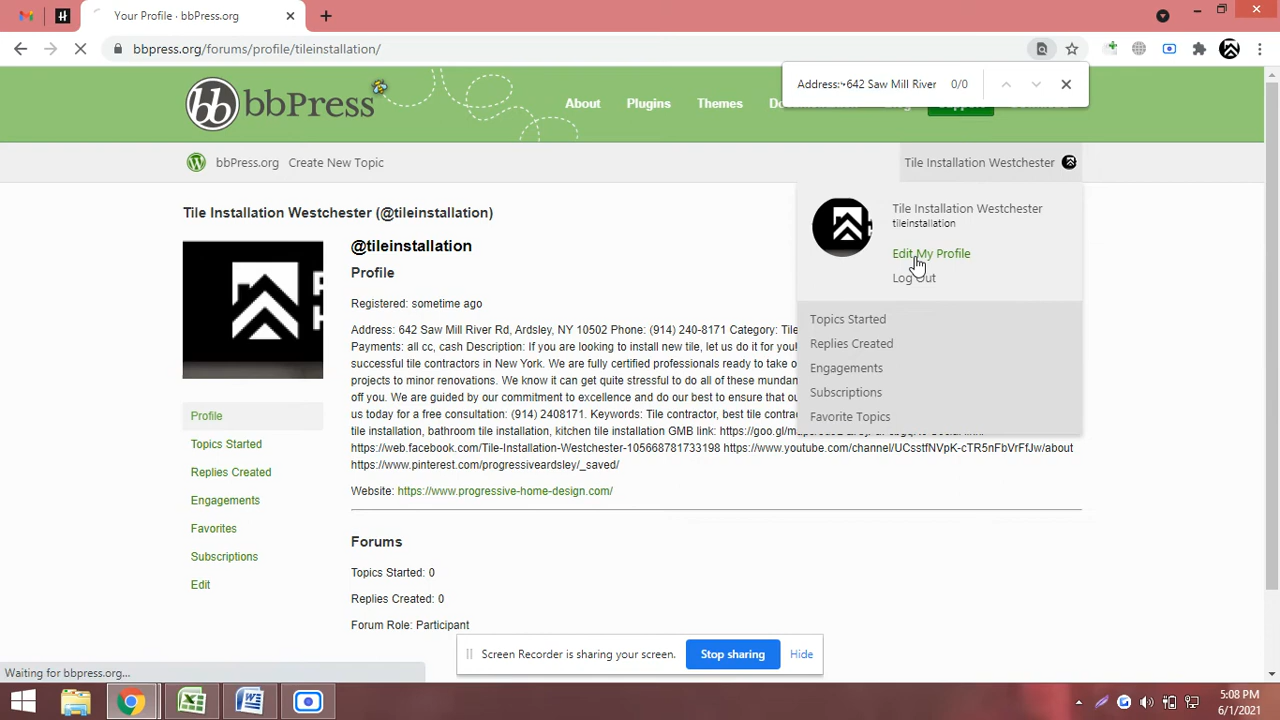 Your Profile · bbPress.org
bbpress.org/forums/profile/tileinstallation/
Address:•642 Saw Mill River 0/0
bb bbPress
About Plugins Themes
bbPress.org Create New Topic
Tile Installation Westchester
Tile Installation Westchester
tileinstallation
Edit My Profile
Log Out
Topics Started
Replies Created
Engagements
Subscriptions
Favorite Topics
Tile Installation Westchester (@tileinstallation)
@tileinstallation
Profile
Registered: sometime ago
Address: 642 Saw Mill River Rd, Ardsley, NY 10502 Phone: (914) 240-8171 Category: Tile
Payments: all cc, cash Description: If you are looking to install new tile, let us do it for you!
successful tile contractors in New York. We are fully certified professionals ready to take o
projects to minor renovations. We know it can get quite stressful to do all of these mundan
off you. We are guided by our commitment to excellence and do our best to ensure that ou
us today for a free consultation: (914) 2408171. Keywords: Tile contractor, best tile contra
tile installation, bathroom tile installation, kitchen tile installation GMB link: https://goo.gl/
https://web.facebook.com/Tile-Installation-Westchester-105668781733198 https://www.youtube.com/channel/UCsstfNVpK-cTR5nFbVrFfJw/about
https://www.pinterest.com/progressiveardsley/_saved/
Website: https://www.progressive-home-design.com/
Profile
Topics Started
Replies Created
Engagements
Favorites
Subscriptions
Edit
Forums
Topics Started: 0
Replies Created: 0
Forum Role: Participant
Screen Recorder is sharing your screen. Stop sharing Hide
Waiting for bbpress.org...
5:08 PM
6/1/2021